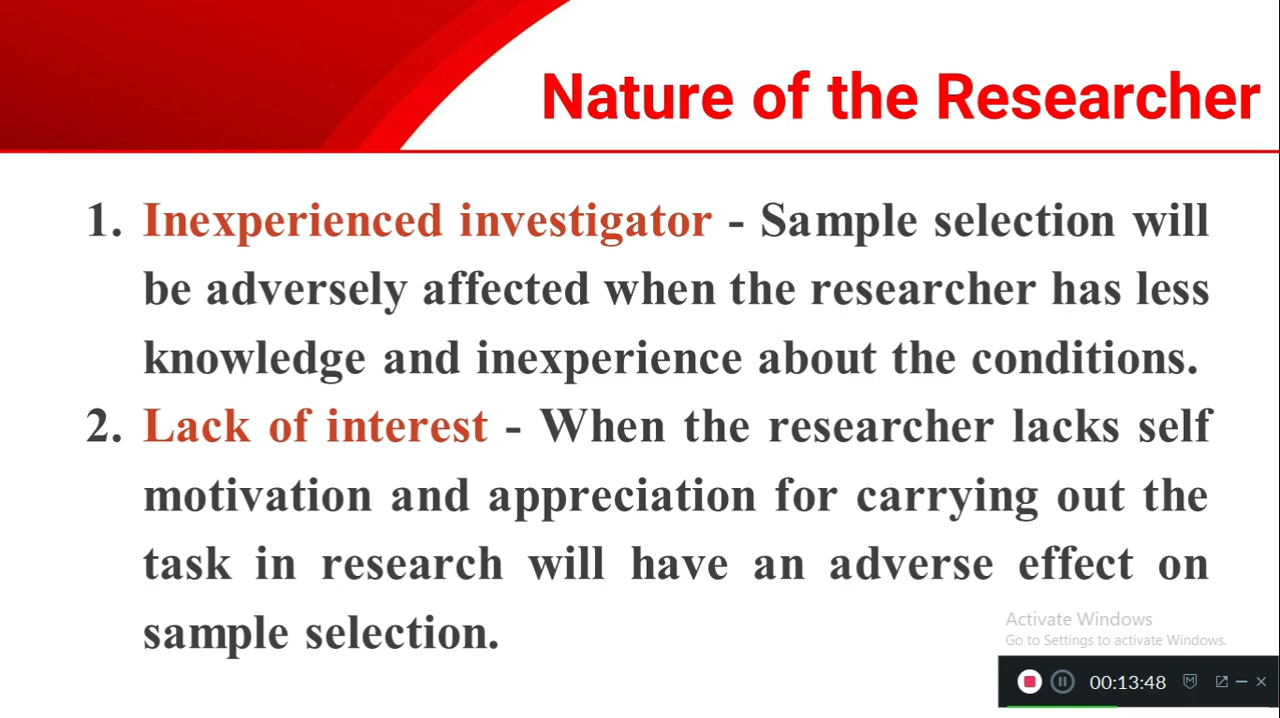 Nature of the Researcher
1. Inexperienced investigator - Sample selection will
be adversely affected when the researcher has less
knowledge and inexperience about the conditions.
2. Lack of interest - When the researcher lacks self
motivation and appreciation for carrying out the
task in research will have an adverse effect on
sample selection.
Activate Windows
Go to Settings to activate Windows.
00:13:48